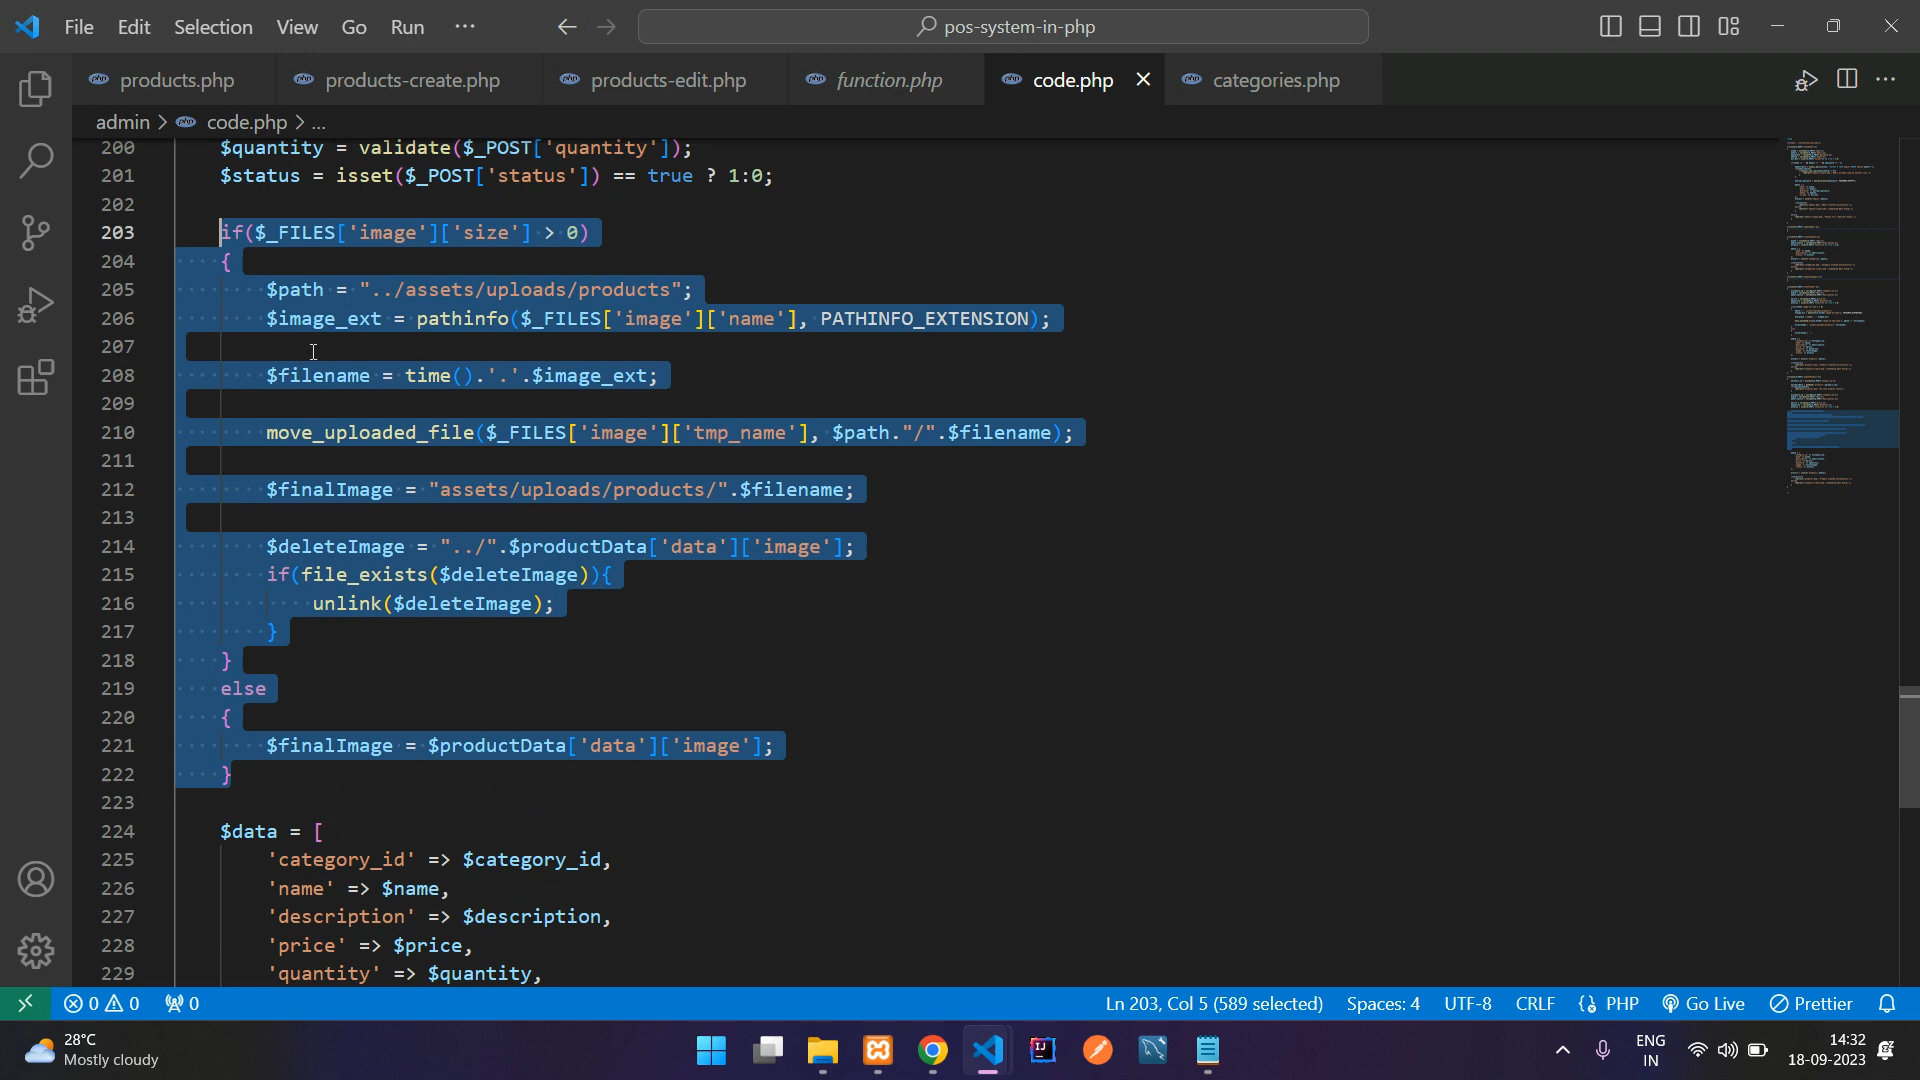 File Edit Selection View Go Run ···
pos-system-in-php
products.php products-create.php products-edit.php function.php code.php categories.php
admin > code.php > ...
200 $quantity = validate($_POST['quantity']);
201 $status = isset($_POST['status']) == true ? 1:0;
202
203 if($_FILES['image']['size'] > 0)
204 {
205 $path = "../assets/uploads/products";
206 $image_ext = pathinfo($_FILES['image']['name'], PATHINFO_EXTENSION);
207
208 $filename = time().'.'.$image_ext;
209
210 move_uploaded_file($_FILES['image']['tmp_name'], $path."/".$filename);
211
212 $finalImage = "assets/uploads/products/".$filename;
213
214 $deleteImage = "../".$productData['data']['image'];
215 if(file_exists($deleteImage)){
216 unlink($deleteImage);
217 }
218 }
219 else
220 {
221 $finalImage = $productData['data']['image'];
222 }
223
224 $data = [
225 'category_id' => $category_id,
226 'name' => $name,
227 'description' => $description,
228 'price' => $price,
229 'quantity' => $quantity,
0 0 0 Ln 203, Col 5 (589 selected) Spaces: 4 UTF-8 CRLF PHP Go Live Prettier
28°C
Mostly cloudy
ENG
IN
14:32
18-09-2023